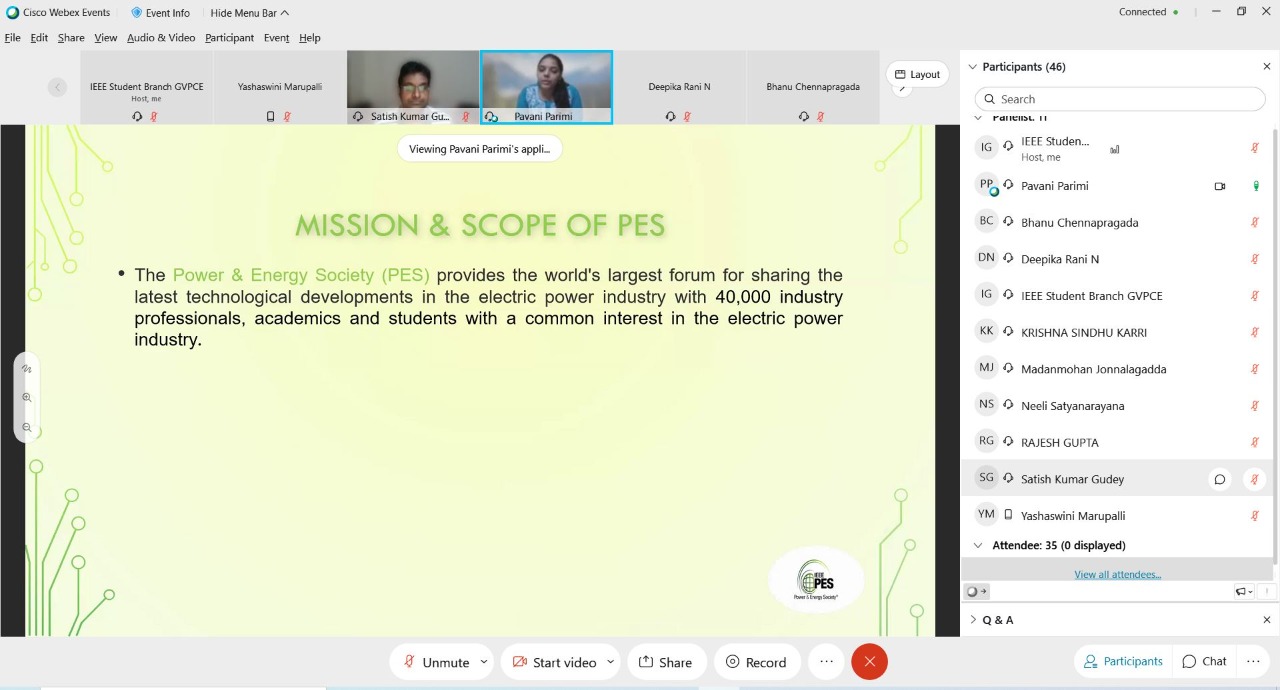 Cisco Webex Events
Event Info
Hide Menu Bar
Connected
File Edit Share View Audio & Video Participant Event Help
IEEE Student Branch GVPCE
Host, me
Yashaswini Marupalli
Satish Kumar Gu...
Pavani Parimi
Deepika Rani N
Bhanu Chennapragada
Layout
Viewing Pavani Parimi's appli...
MISSION & SCOPE OF PES
• The Power & Energy Society (PES) provides the world's largest forum for sharing the
latest technological developments in the electric power industry with 40,000 industry
professionals, academics and students with a common interest in the electric power
industry.
IEEE
PES
Power & Energy Society®
Participants (46)
Search
Panelist: 11
IG IEEE Studen...
Host, me
PP Pavani Parimi
BC Bhanu Chennapragada
DN Deepika Rani N
IG IEEE Student Branch GVPCE
KK KRISHNA SINDHU KARRI
MJ Madanmohan Jonnalagadda
NS Neeli Satyanarayana
RG RAJESH GUPTA
SG Satish Kumar Gudey
YM Yashaswini Marupalli
Attendee: 35 (0 displayed)
View all attendees...
Q & A
Unmute
Start video
Share
Record
Participants
Chat